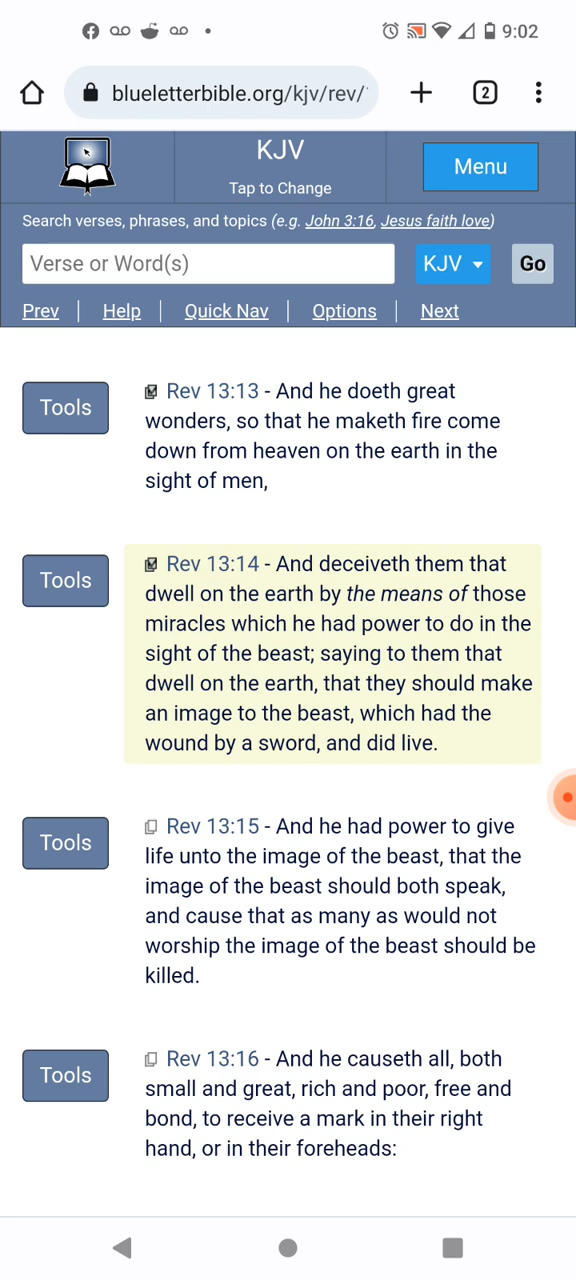 9:02
blueletterbible.org/kjv/rev/
2
KJV
Tap to Change
Menu
Search verses, phrases, and topics (e.g. John 3:16, Jesus faith love)
Verse or Word(s)
KJV
Go
Prev | Help | Quick Nav | Options | Next
Tools
Rev 13:13 - And he doeth great
wonders, so that he maketh fire come
down from heaven on the earth in the
sight of men,
Tools
Rev 13:14 - And deceiveth them that
dwell on the earth by the means of those
miracles which he had power to do in the
sight of the beast; saying to them that
dwell on the earth, that they should make
an image to the beast, which had the
wound by a sword, and did live.
Tools
Rev 13:15 - And he had power to give
life unto the image of the beast, that the
image of the beast should both speak,
and cause that as many as would not
worship the image of the beast should be
killed.
Tools
Rev 13:16 - And he causeth all, both
small and great, rich and poor, free and
bond, to receive a mark in their right
hand, or in their foreheads: